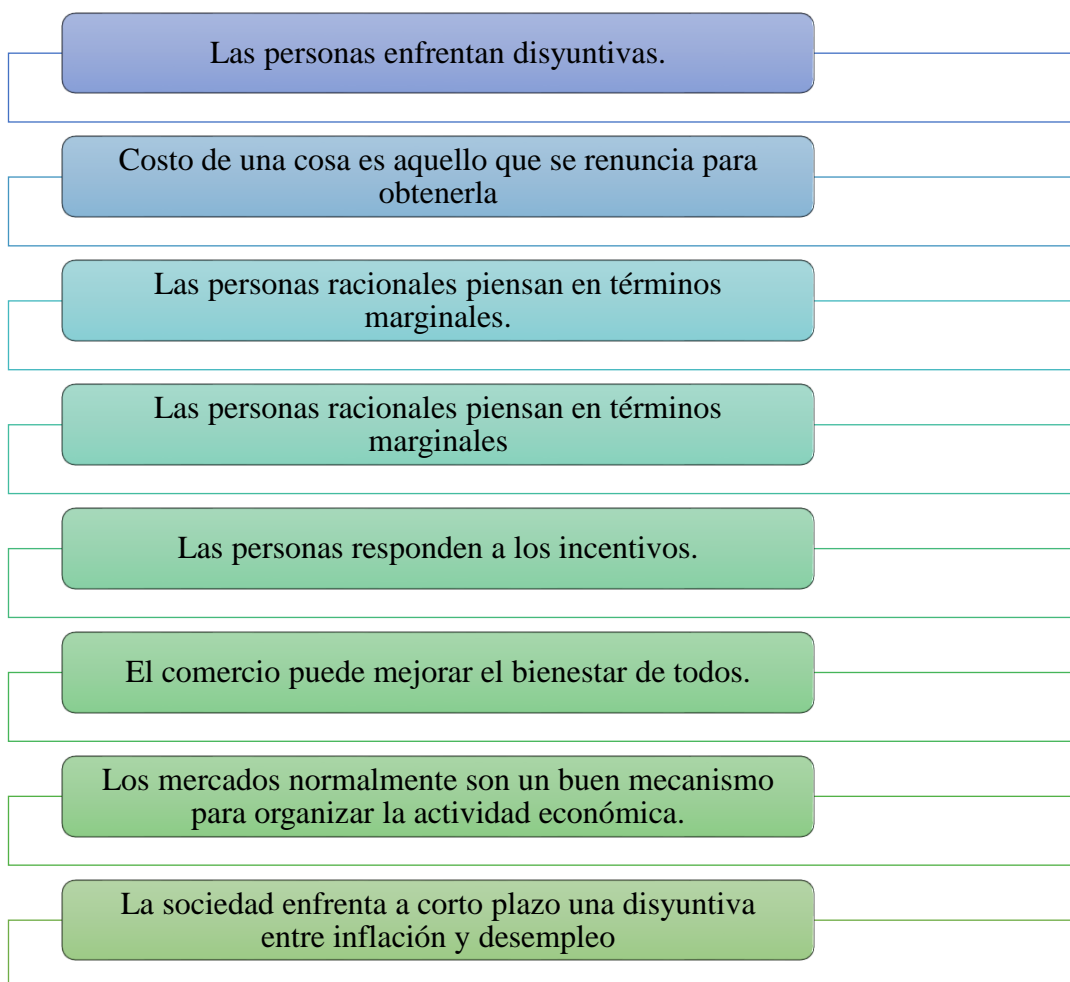 Las personas enfrentan disyuntivas.
Costo de una cosa es aquello que se renuncia para
obtenerla
Las personas racionales piensan en términos
marginales.
Las personas racionales piensan en términos
marginales
Las personas responden a los incentivos.
El comercio puede mejorar el bienestar de todos.
Los mercados normalmente son un buen mecanismo
para organizar la actividad económica.
La sociedad enfrenta a corto plazo una disyuntiva
entre inflación y desempleo